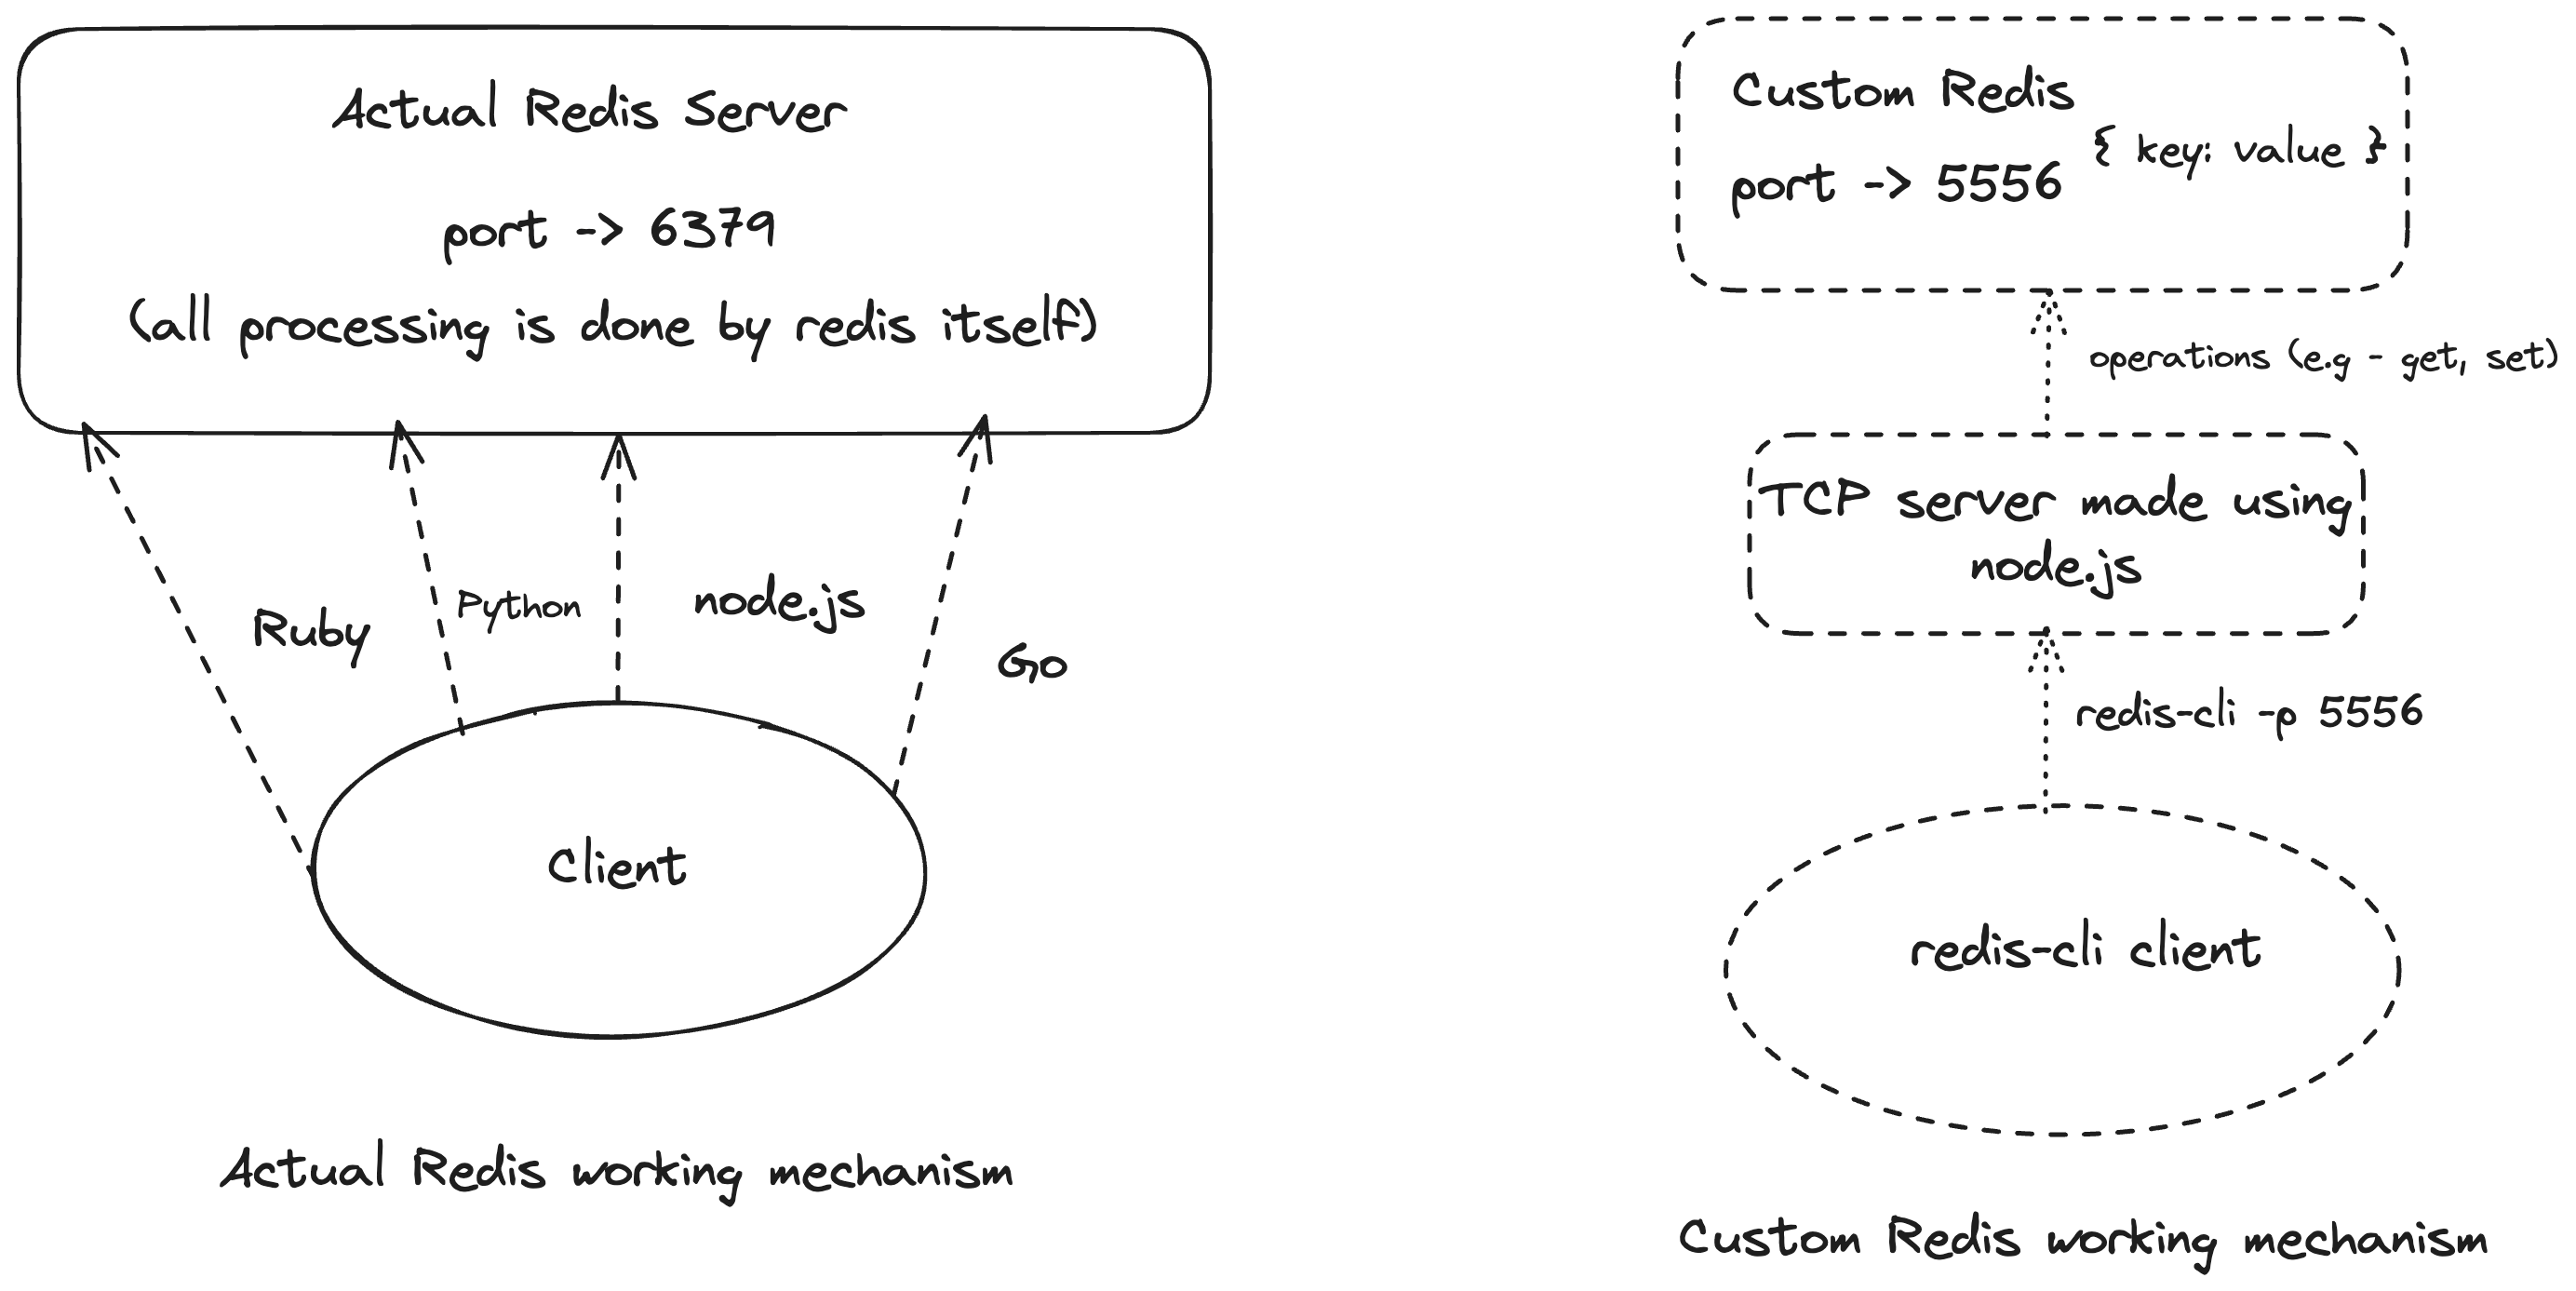 Actual Redis Server
port -> 6379
(all processing is done by redis itself)
Ruby
Python
node.js
Go
Client
Actual Redis working mechanism
Custom Redis
{ key: value }
port -> 5556
operations (e.g - get, set)
TCP server made using
node.js
redis-cli -p 5556
redis-cli client
Custom Redis working mechanism